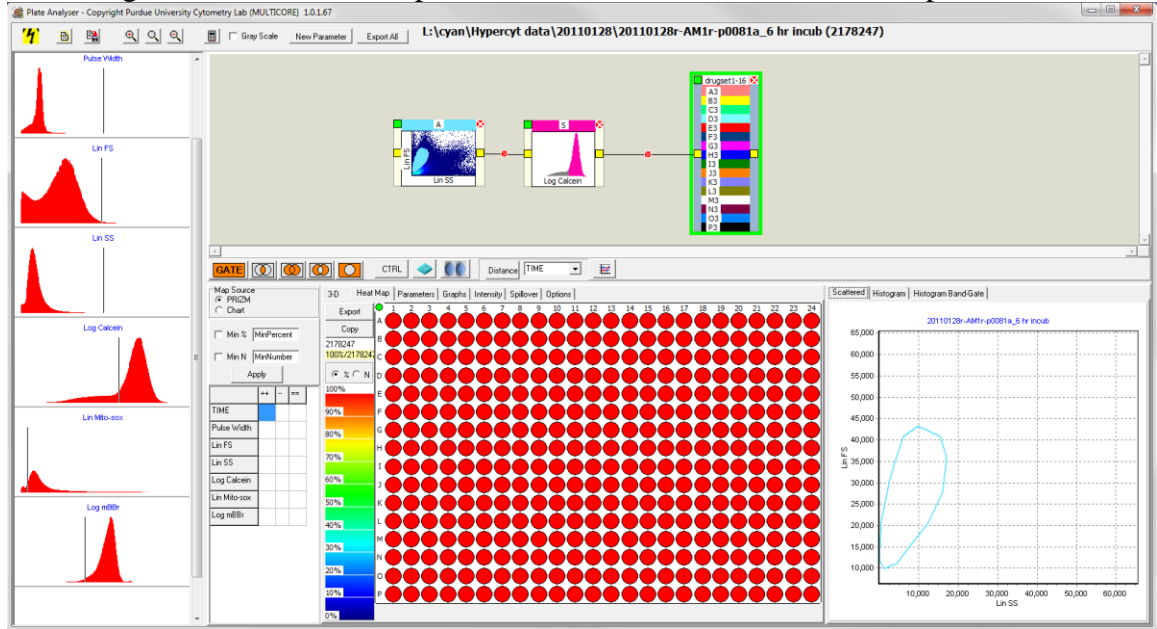 Plate Analyser - Copyright Purdue University Cytometry Lab (MULTICORE) 1.0.1.67
Gray Scale New Parameter Export All L:\cyan\Hypercyt data\20110128\20110128r-AM1r-p0081a_6 hr incub (2178247)
Pulse Width
Lin FS
Lin SS
Log Calcein
Lin Mito-sox
Log mBBr
A
Lin FS
Lin SS
S
Log Calcein
drugset1-16
A3
B3
C3
D3
E3
F3
G3
H3
I3
J3
K3
L3
M3
N3
O3
P3
GATE CTRL Distance TIME
Map Source
PRIZM
Chart
Min % MinPercent
Min N MinNumber
Apply
++ - ==
TIME
Pulse Width
Lin FS
Lin SS
Log Calcein
Lin Mito-sox
Log mBBr
3-D Heat Map Parameters Graphs Intensity Spillover Options
Export
Copy
2178247
100%/217824
% N
100%
90%
80%
70%
60%
50%
40%
30%
20%
10%
0%
1 2 3 4 5 6 7 8 9 10 11 12 13 14 15 16 17 18 19 20 21 22 23 24
A
B
C
D
E
F
G
H
I
J
K
L
M
N
O
P
Scattered Histogram Histogram Band-Gate
20110128r-AM1r-p0081a_6 hr incub
65,000
60,000
55,000
50,000
45,000
40,000
35,000
30,000
25,000
20,000
15,000
10,000
Lin FS
10,000 20,000 30,000 40,000 50,000 60,000
Lin SS